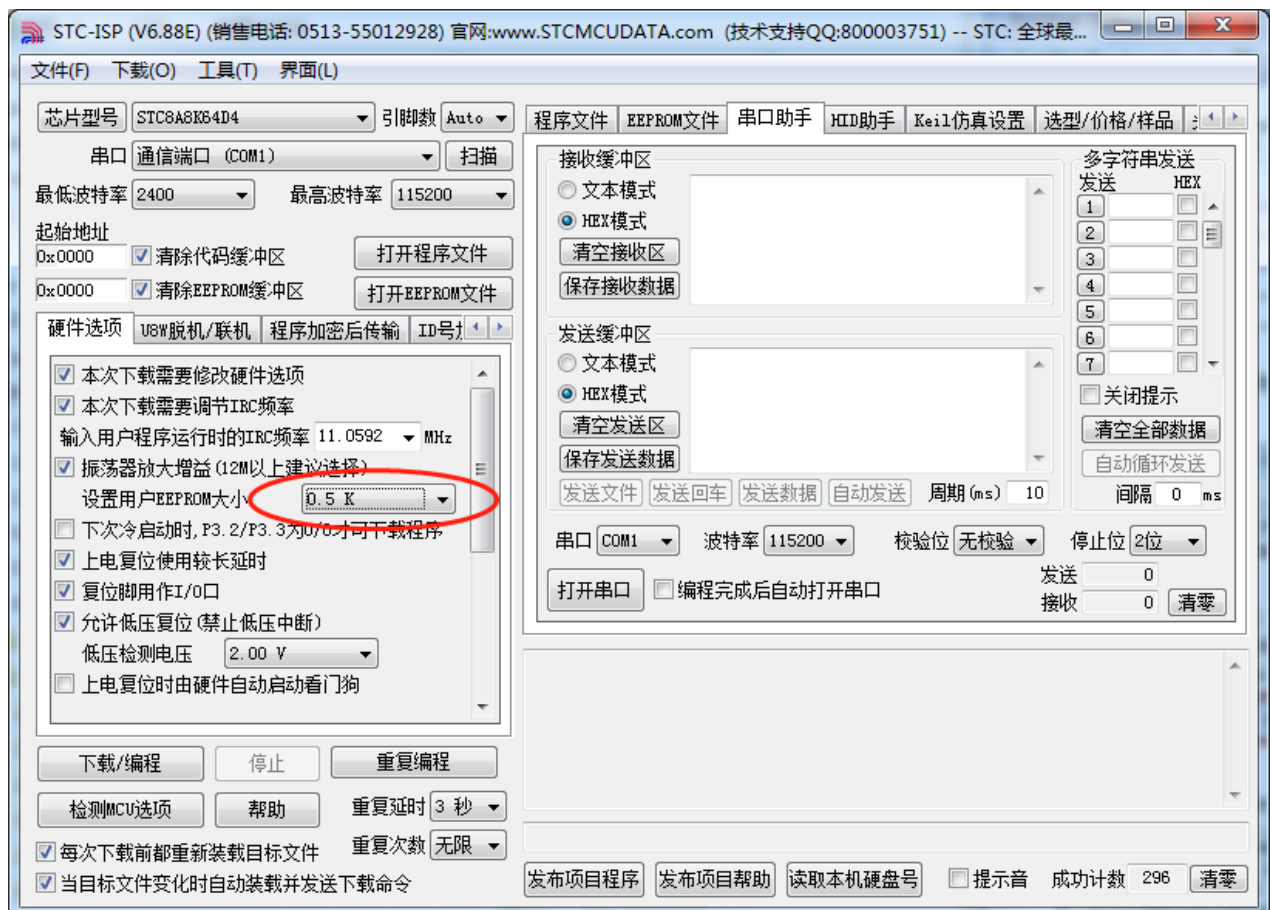 STC-ISP (V6.88E) (销售电话: 0513-55012928) 官网:www.STCMCUDATA.com (技术支持QQ:800003751) -- STC: 全球最...
文件(F) 下载(O) 工具(T) 界面(L)
芯片型号 STC8A8K64D4 引脚数 Auto
串口 通信端口 (COM1) 扫描
最低波特率 2400 最高波特率 115200
起始地址
0x0000 清除代码缓冲区 打开程序文件
0x0000 清除EEPROM缓冲区 打开EEPROM文件
硬件选项 U8W脱机/联机 程序加密后传输 ID号
本次下载需要修改硬件选项
本次下载需要调节IRC频率
输入用户程序运行时的IRC频率 11.0592 MHz
振荡器放大增益(12M以上建议选择)
设置用户EEPROM大小 0.5 K
下次冷启动时,P3.2/P3.3为0/0才可下载程序
上电复位使用较长延时
复位脚用作I/O口
允许低压复位(禁止低压中断)
低压检测电压 2.00 V
上电复位时由硬件自动启动看门狗
下载/编程 停止 重复编程
检测MCU选项 帮助 重复延时 3 秒
重复次数 无限
每次下载前都重新装载目标文件
当目标文件变化时自动装载并发送下载命令
程序文件 EEPROM文件 串口助手 HID助手 Keil仿真设置 选型/价格/样品
接收缓冲区
文本模式
HEX模式
清空接收区
保存接收数据
发送缓冲区
文本模式
HEX模式
清空发送区
保存发送数据
发送文件 发送回车 发送数据 自动发送 周期(ms) 10
多字符串发送
发送 HEX
1
2
3
4
5
6
7
关闭提示
清空全部数据
自动循环发送
间隔 0 ms
串口 COM1 波特率 115200 校验位 无校验 停止位 2位
打开串口 编程完成后自动打开串口
发送 0
接收 0 清零
发布项目程序 发布项目帮助 读取本机硬盘号 提示音 成功计数 296 清零